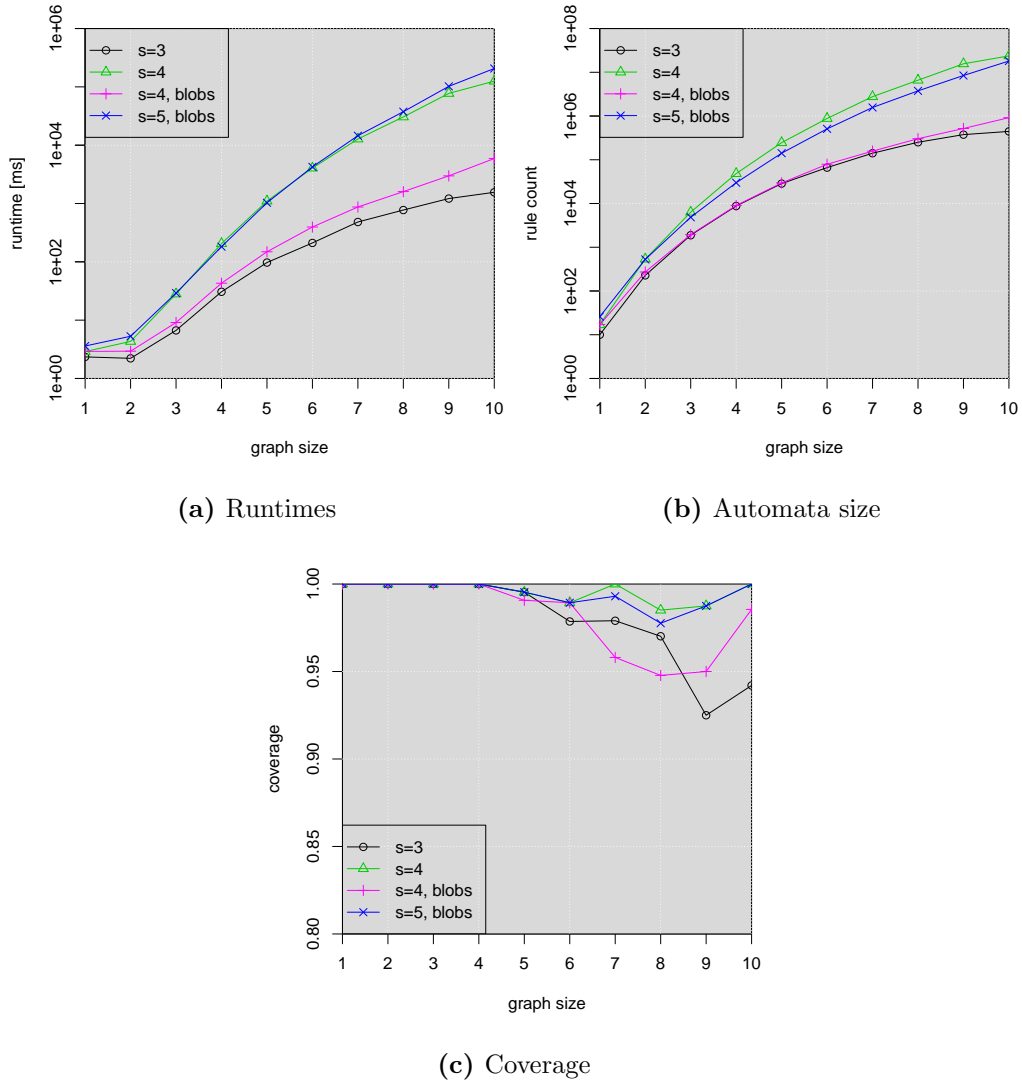 1e+06
1e+04
1e+02
1e+00
runtime [ms]
s=3
s=4
s=4, blobs
s=5, blobs
1 2 3 4 5 6 7 8 9 10
graph size
(a) Runtimes
1e+08
1e+06
1e+04
1e+02
1e+00
rule count
s=3
s=4
s=4, blobs
s=5, blobs
1 2 3 4 5 6 7 8 9 10
graph size
(b) Automata size
1.00
0.95
0.90
0.85
0.80
coverage
s=3
s=4
s=4, blobs
s=5, blobs
1 2 3 4 5 6 7 8 9 10
graph size
(c) Coverage